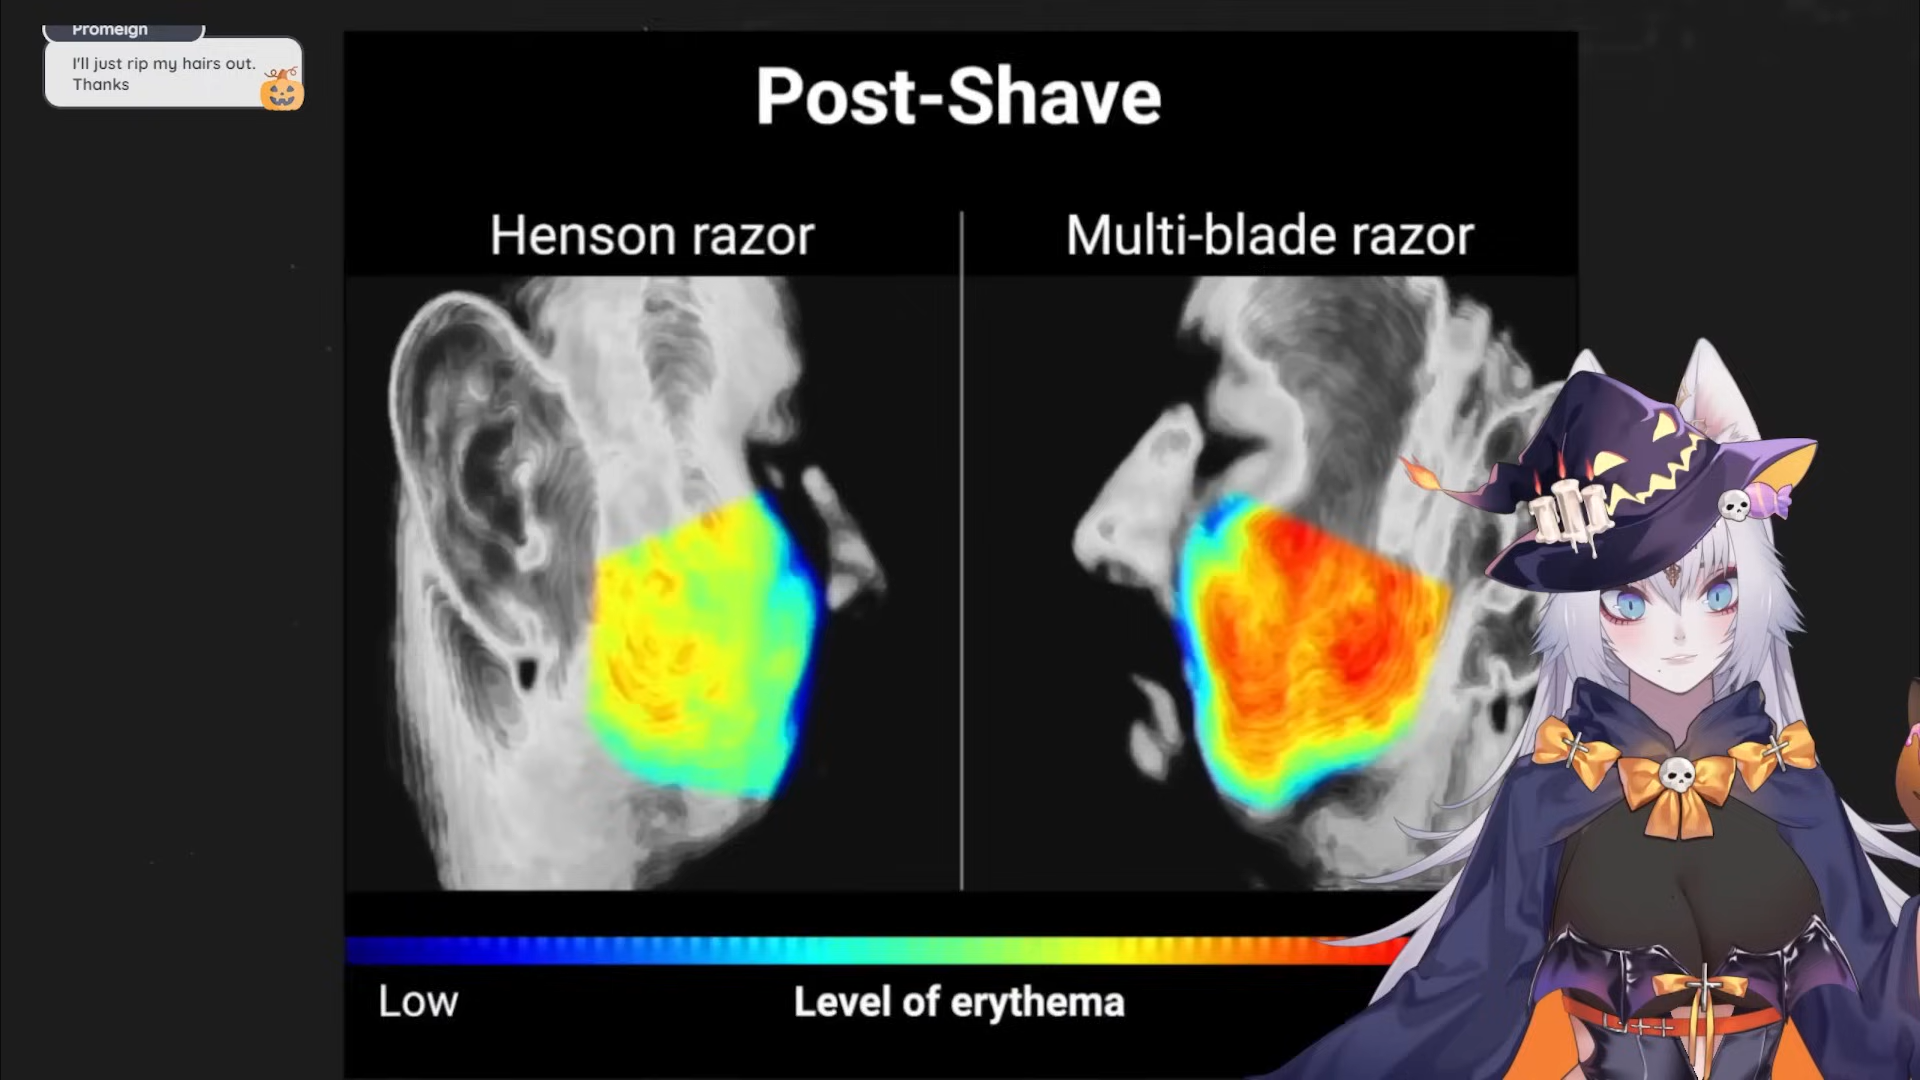 Promeign
I'll just rip my hairs out.
Thanks
Post-Shave
Henson razor
Multi-blade razor
Low
Level of erythema